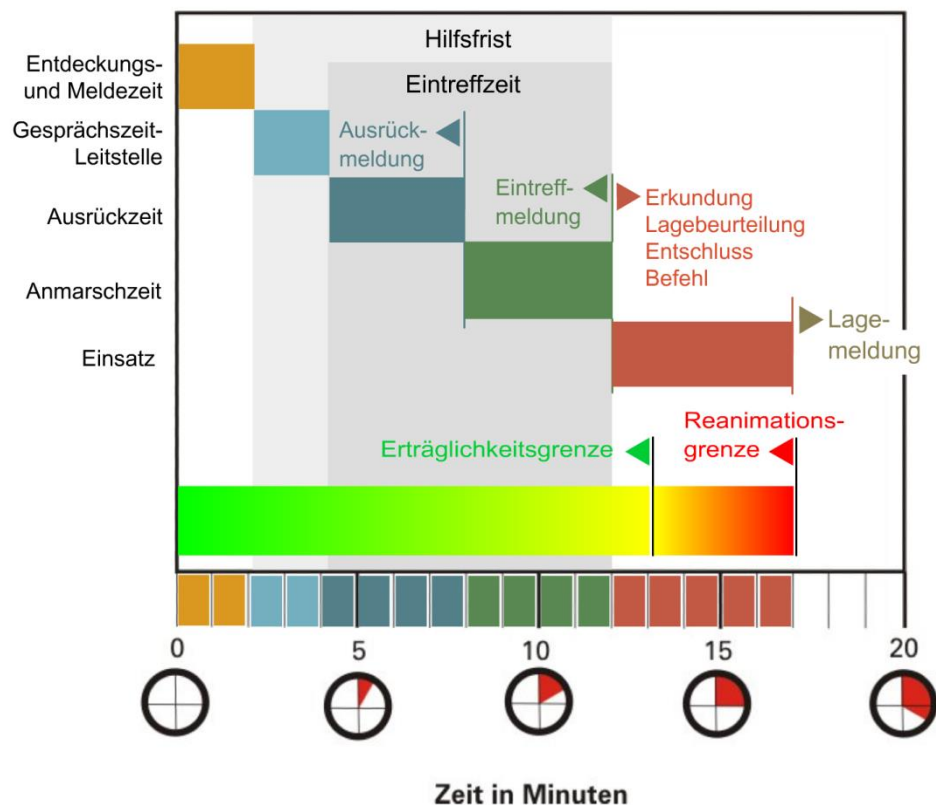 Hilfsfrist
Eintreffzeit
Entdeckungs-
und Meldezeit
Gesprächszeit-
Leitstelle
Ausrückzeit
Anmarschzeit
Einsatz
Ausrück-
meldung
Eintreff-
meldung
Erkundung
Lagebeurteilung
Entschluss
Befehl
Lage-
meldung
Erträglichkeitsgrenze
Reanimations-
grenze
0 5 10 15 20
Zeit in Minuten